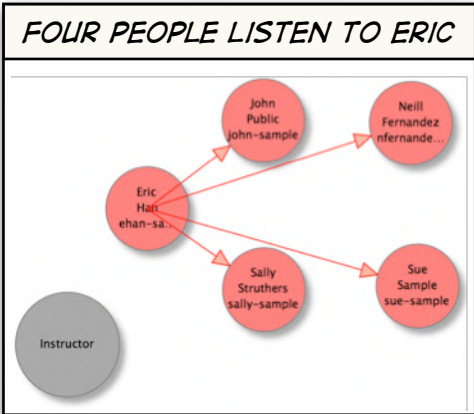 FOUR PEOPLE LISTEN TO ERIC
John
Public
john-sample
Neill
Fernandez
nfernande...
Eric
Han
ehan-sa...
Sally
Struthers
sally-sample
Sue
Sample
sue-sample
Instructor